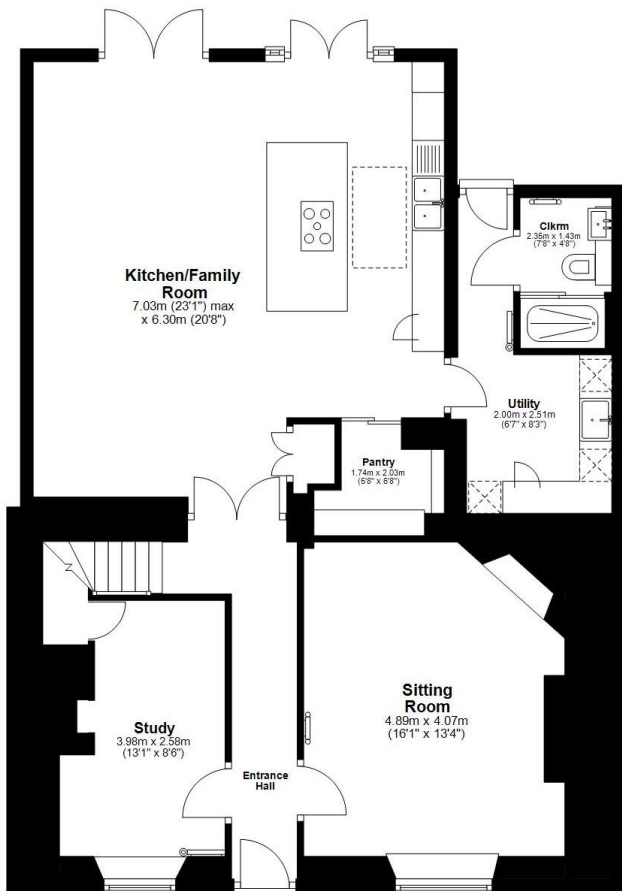 Kitchen/Family
Room
7.03m (23'1") max
x 6.30m (20'8")
Clkrm
2.35m x 1.43m
(7'8" x 4'8")
Utility
2.00m x 2.51m
(6'7" x 8'3")
Pantry
1.74m x 2.03m
(5'8" x 6'8")
Sitting
Room
4.89m x 4.07m
(16'1" x 13'4")
Study
3.98m x 2.58m
(13'1" x 8'6")
Entrance
Hall